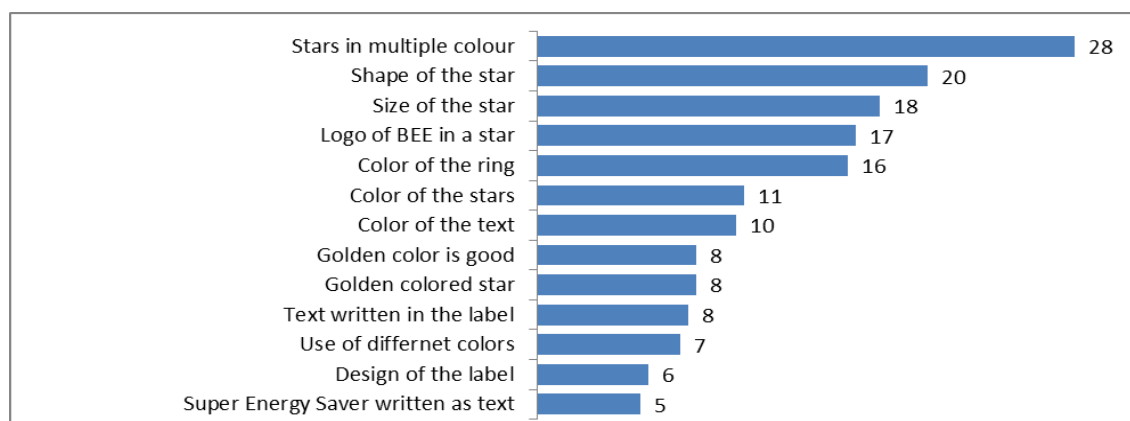 Stars in multiple colour 28
Shape of the star 20
Size of the star 18
Logo of BEE in a star 17
Color of the ring 16
Color of the stars 11
Color of the text 10
Golden color is good 8
Golden colored star 8
Text written in the label 8
Use of differnet colors 7
Design of the label 6
Super Energy Saver written as text 5